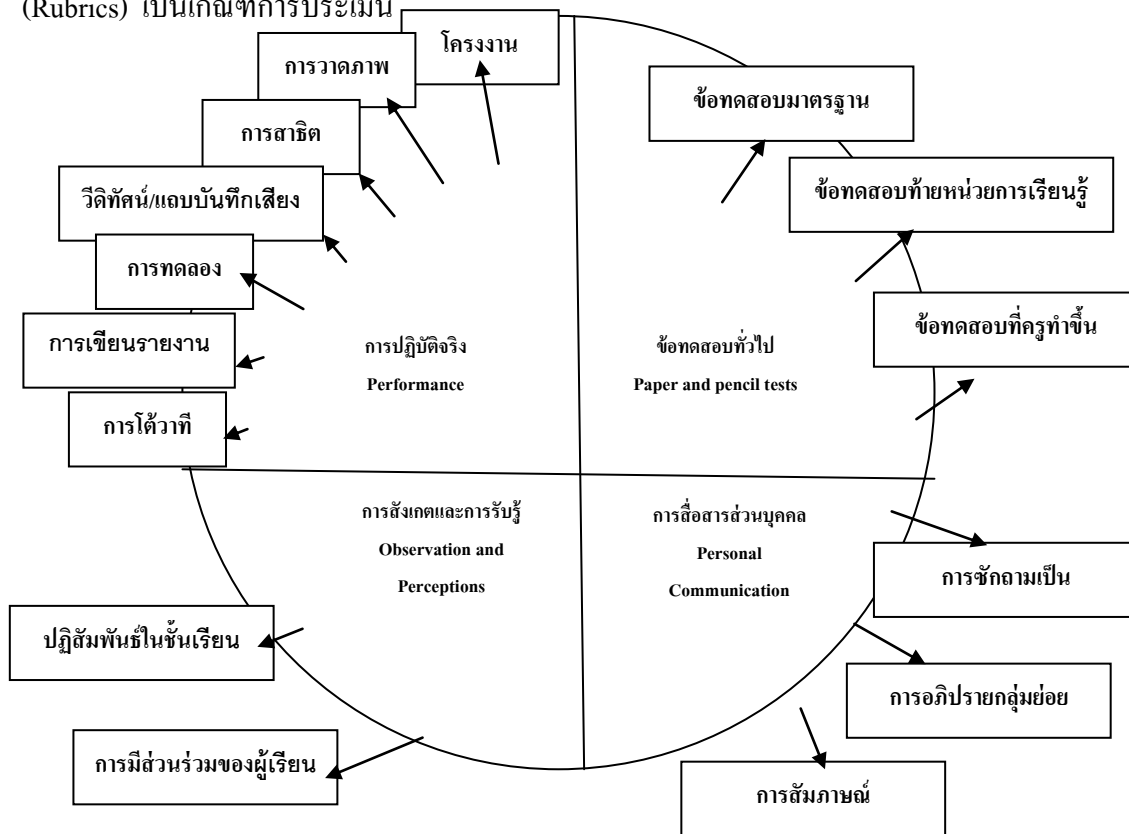 (Rubrics) เป็นเกณฑ์การประเมิน
โครงงาน
การวาดภาพ
การสาธิต
วีดิทัศน์/แถบบันทึกเสียง
การทดลอง
การเขียนรายงาน
การโต้วาที
การปฏิบัติจริง
Performance
ข้อทดสอบมาตรฐาน
ข้อทดสอบท้ายหน่วยการเรียนรู้
ข้อทดสอบที่ครูทำขึ้น
ข้อทดสอบทั่วไป
Paper and pencil tests
การสังเกตและการรับรู้
Observation and
Perceptions
ปฏิสัมพันธ์ในชั้นเรียน
การมีส่วนร่วมของผู้เรียน
การสื่อสารส่วนบุคคล
Personal
Communication
การซักถามเป็น
การอภิปรายกลุ่มย่อย
การสัมภาษณ์